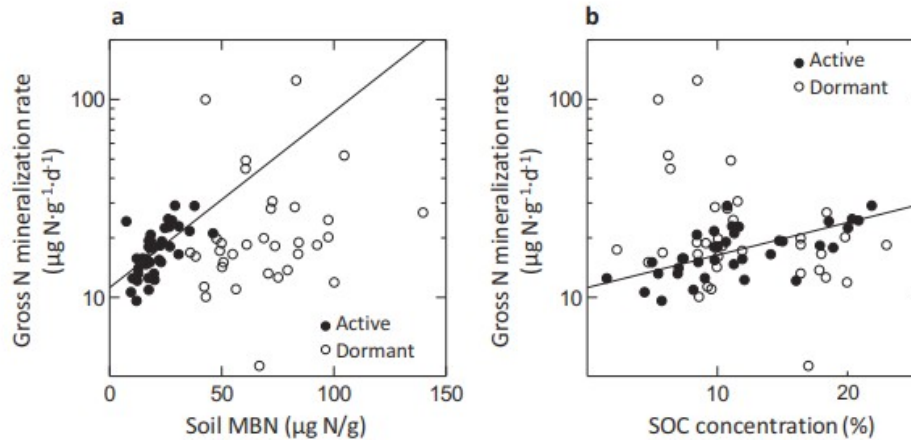 a
Gross N mineralization rate
(μg N·g⁻¹·d⁻¹)
100
10
Active
Dormant
0
50
100
150
Soil MBN (μg N/g)
b
Gross N mineralization rate
(μg N·g⁻¹·d⁻¹)
100
10
Active
Dormant
10
20
SOC concentration (%)